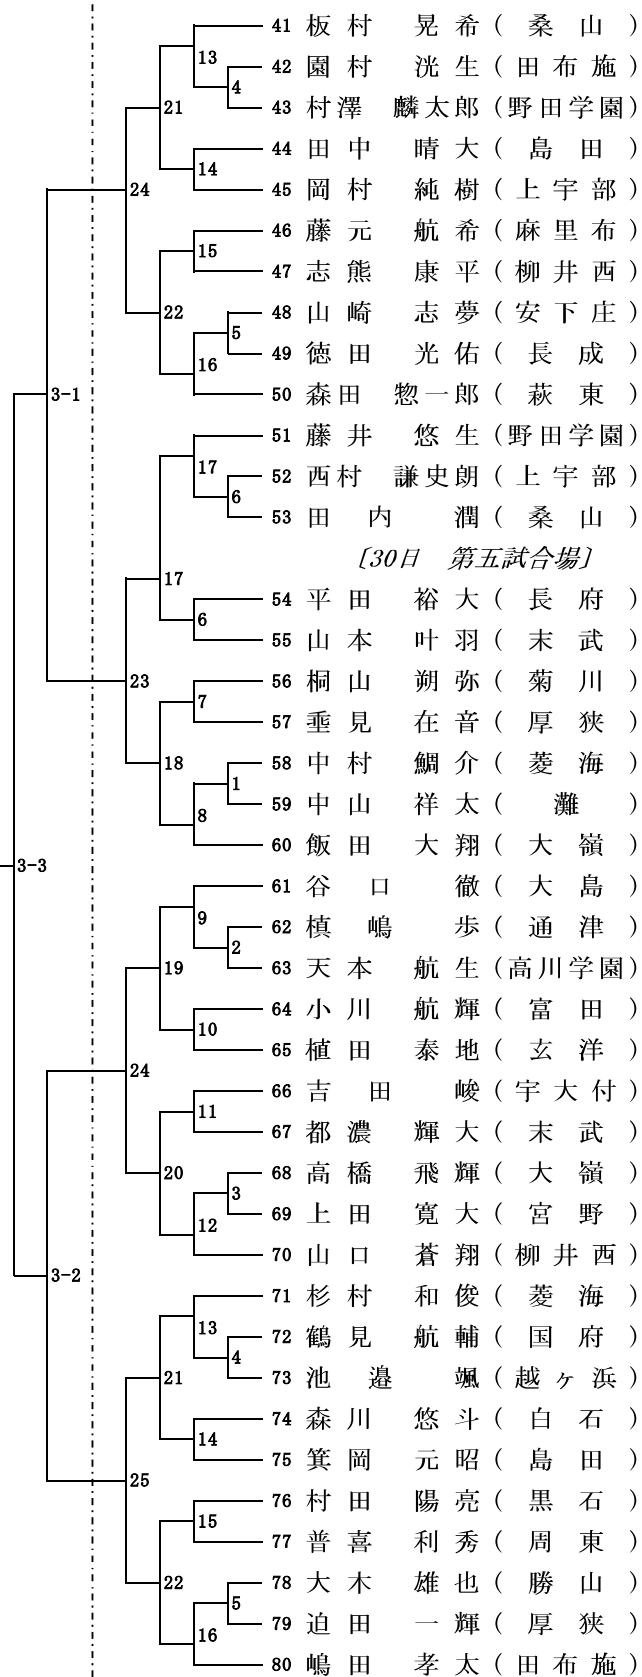 41 板村 晃希 (桑山)
13
42 園村 洸生 (田布施)
4
43 村澤 麟太郎 (野田学園)
21
44 田中 晴大 (島田)
14
45 岡村 純樹 (上宇部)
24
46 藤元 航希 (麻里布)
15
47 志熊 康平 (柳井西)
22
48 山崎 志夢 (安下庄)
5
49 徳田 光佑 (長成)
16
50 森田 惣一郎 (萩東)
3-1
51 藤井 悠生 (野田学園)
17
52 西村 謙史朗 (上宇部)
6
53 田内 潤 (桑山)
[30日 第五試合場]
17
54 平田 裕大 (長府)
6
55 山本 叶羽 (末武)
23
56 桐山 朔弥 (菊川)
7
57 垂見 在音 (厚狭)
18
58 中村 鯛介 (菱海)
1
59 中山 祥太 (灘)
8
60 飯田 大翔 (大嶺)
3-3
61 谷口 徹 (大島)
9
62 槙嶋 歩 (通津)
2
63 天本 航生 (高川学園)
19
64 小川 航輝 (富田)
10
65 植田 泰地 (玄洋)
24
66 吉田 峻 (宇大付)
11
67 都濃 輝大 (末武)
20
68 高橋 飛輝 (大嶺)
3
69 上田 寛大 (宮野)
12
70 山口 蒼翔 (柳井西)
3-2
71 杉村 和俊 (菱海)
13
72 鶴見 航輔 (国府)
4
73 池邉 颯 (越ヶ浜)
21
74 森川 悠斗 (白石)
14
75 箕岡 元昭 (島田)
25
76 村田 陽亮 (黒石)
15
77 普喜 利秀 (周東)
22
78 大木 雄也 (勝山)
5
79 迫田 一輝 (厚狭)
16
80 嶋田 孝太 (田布施)